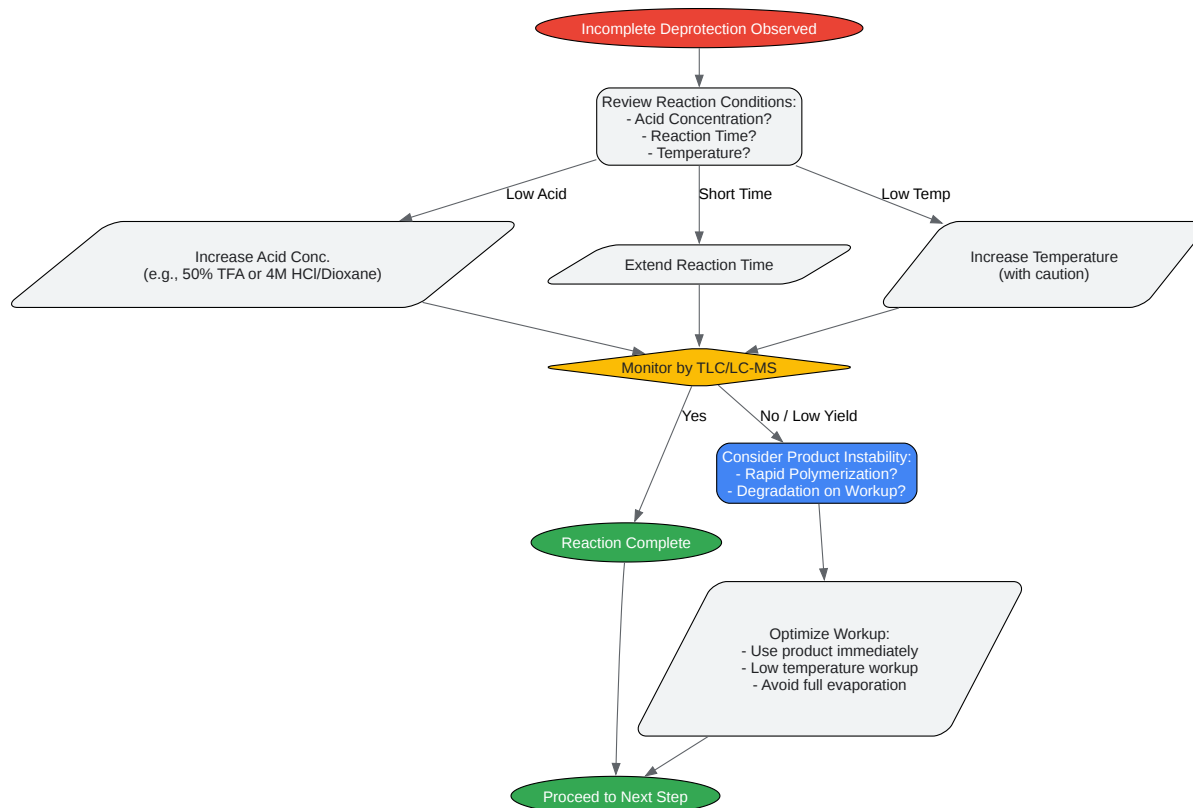 Incomplete Deprotection Observed
Review Reaction Conditions:
- Acid Concentration?
- Reaction Time?
- Temperature?
Low Acid
Short Time
Low Temp
Increase Acid Conc.
(e.g., 50% TFA or 4M HCl/Dioxane)
Extend Reaction Time
Increase Temperature
(with caution)
Monitor by TLC/LC-MS
Yes
No / Low Yield
Consider Product Instability:
- Rapid Polymerization?
- Degradation on Workup?
Reaction Complete
Optimize Workup:
- Use product immediately
- Low temperature workup
- Avoid full evaporation
Proceed to Next Step